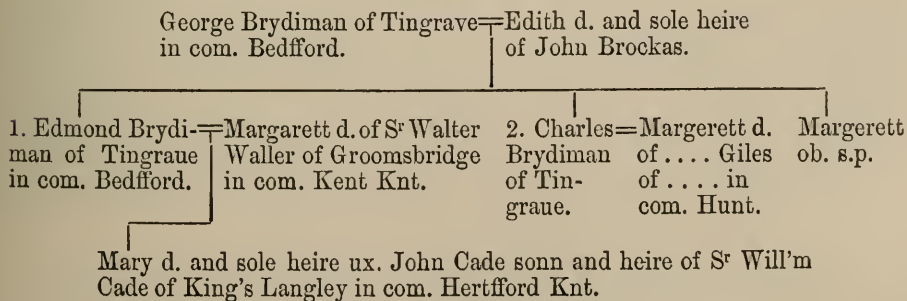 George Brydiman of Tingrave
in com. Bedfford.
Edith d. and sole heire
of John Brockas.
1. Edmond Brydi-
man of Tingraue
in com. Bedfford.
Margarett d. of Sʳ Walter
Waller of Groomsbridge
in com. Kent Knt.
2. Charles
Brydiman
of Tin-
graue.
Margerett d.
of .... Giles
of .... in
com. Hunt.
Margerett
ob. s.p.
Mary d. and sole heire ux. John Cade sonn and heire of Sʳ Will'm
Cade of King's Langley in com. Hertfford Knt.